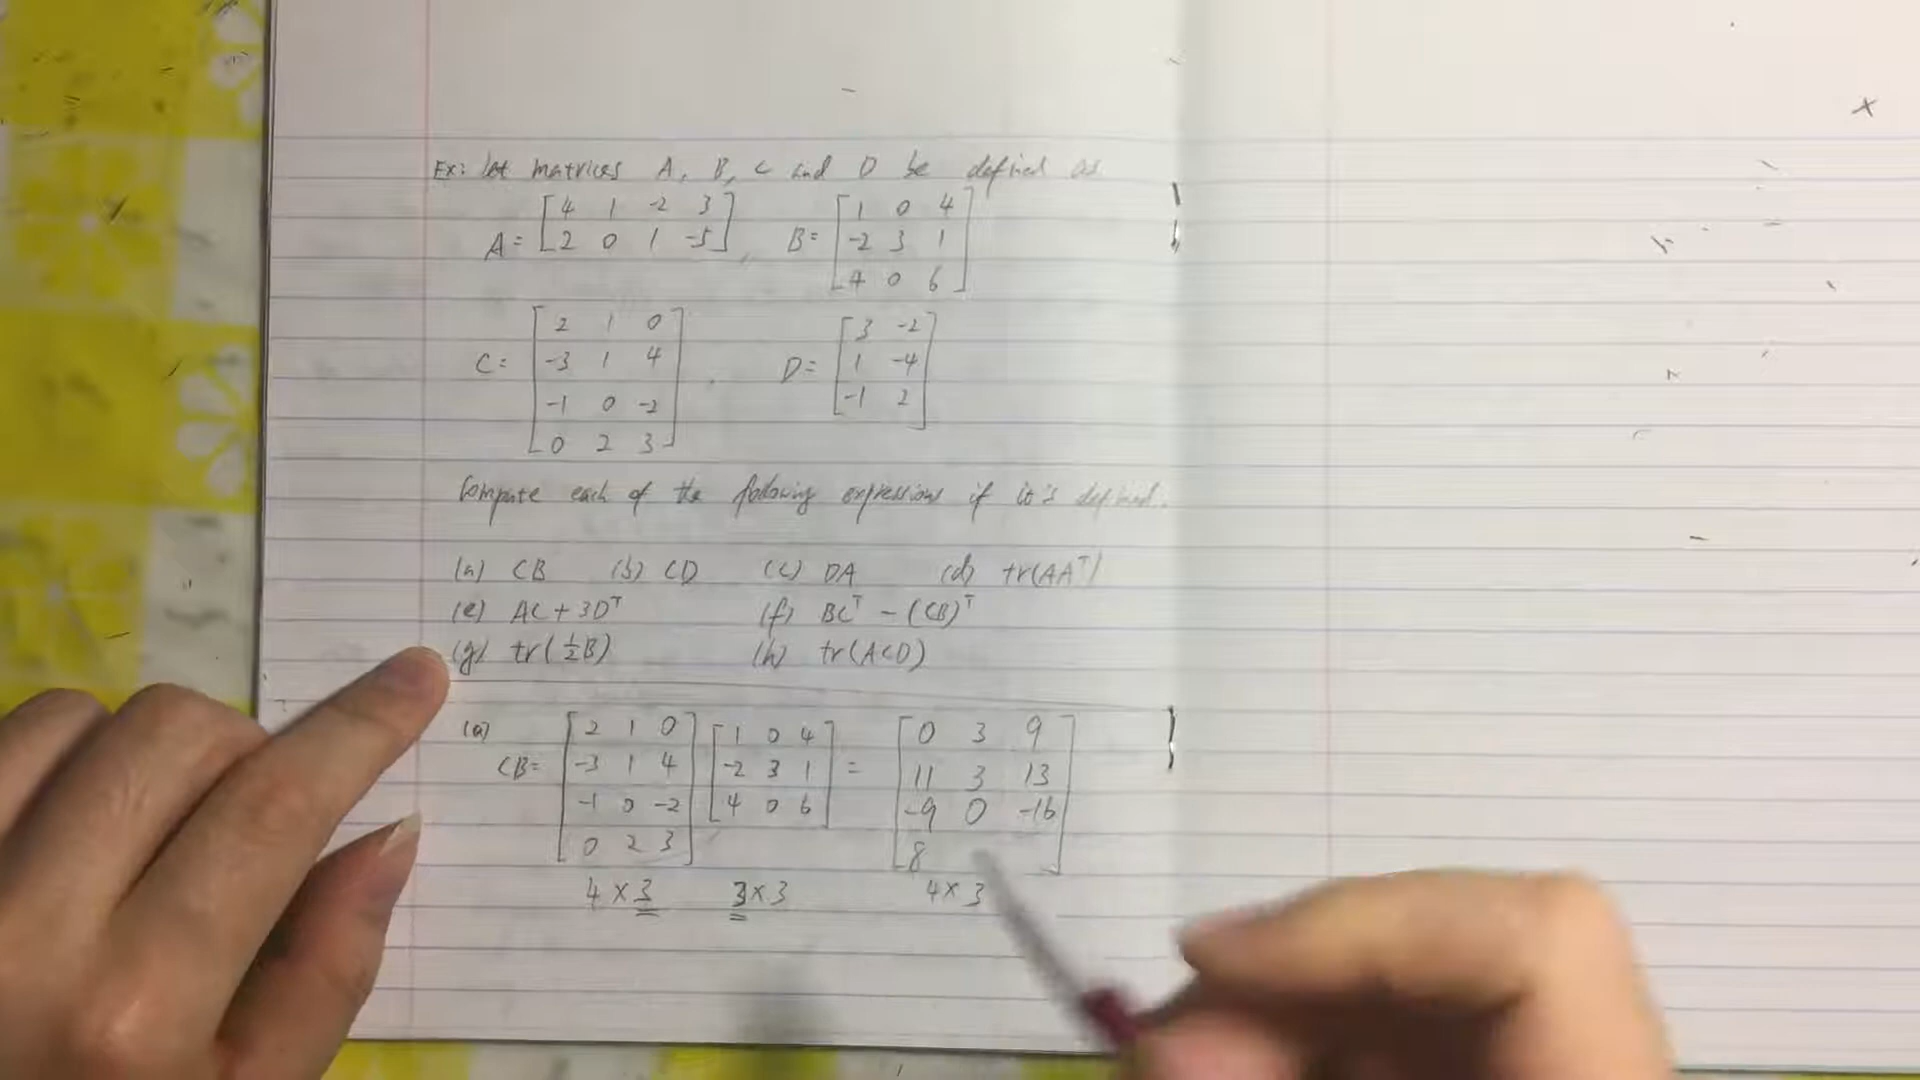 Ex: let matrices A, B, C and D be defined as
A = [4 1 -2 3
2 0 1 -5], B = [1 0 4
-2 3 1
4 0 6]
C = [2 1 0
-3 1 4
-1 0 -2
0 2 3], D = [3 -2
1 -4
-1 2]
Compute each of the following expressions if it's defined.
(a) CB (b) CD (c) DA (d) tr(AAᵀ)
(e) AC + 3Dᵀ (f) BCᵀ - (CB)ᵀ
(g) tr(½B) (h) tr(ACD)
(a)
CB = [2 1 0
-3 1 4
-1 0 -2
0 2 3] [1 0 4
-2 3 1
4 0 6] = [0 3 9
11 3 13
-9 0 -16
8]
4 × 3 3 × 3 4 × 3